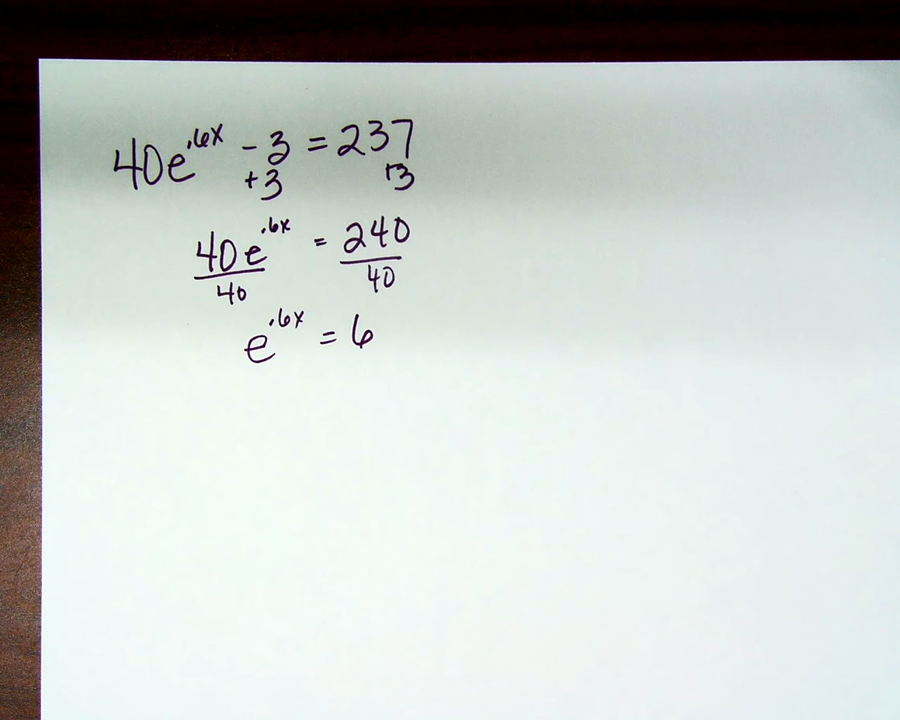 40e^.6x - 3 = 237
+3 +3
40e^.6x = 240
40 40
e^.6x = 6